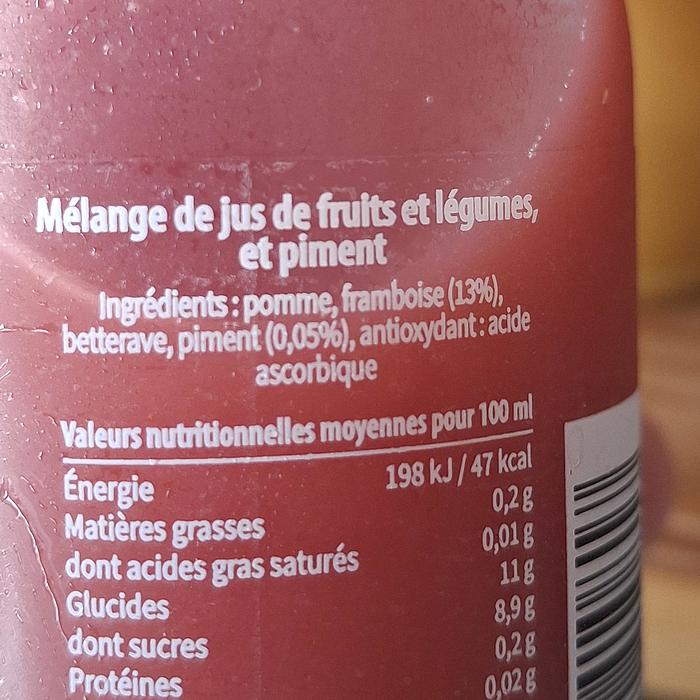 Mélange de jus de fruits et légumes,
et piment
Ingrédients : pomme, framboise (13%),
betterave, piment (0,05%), antioxydant : acide
ascorbique
Valeurs nutritionnelles moyennes pour 100 ml
Énergie 198 kJ / 47 kcal
Matières grasses 0,2 g
dont acides gras saturés 0,01 g
Glucides 11 g
dont sucres 8,9 g
Protéines 0,2 g
0,02 g